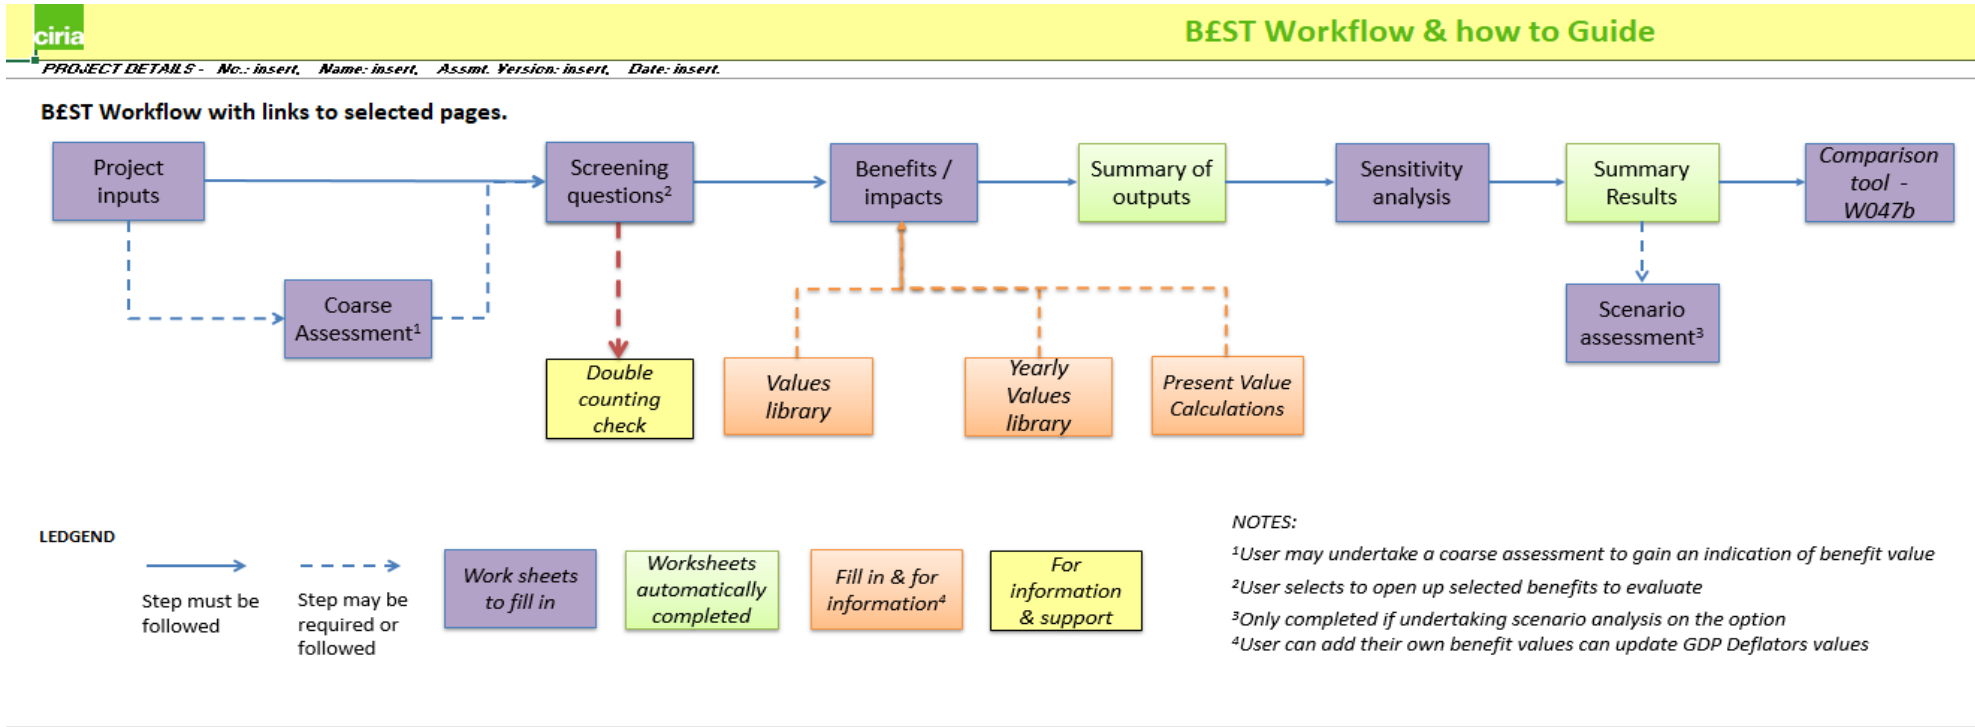 ciria
B£ST Workflow & how to Guide
PROJECT DETAILS - No.: insert, Name: insert, Assmt. Version: insert, Date: insert.
B£ST Workflow with links to selected pages.
Project
inputs
Screening
questions²
Benefits /
impacts
Summary of
outputs
Sensitivity
analysis
Summary
Results
Comparison
tool -
W047b
Coarse
Assessment¹
Scenario
assessment³
Double
counting
check
Values
library
Yearly
Values
library
Present Value
Calculations
LEDGEND
Step must be
followed
Step may be
required or
followed
Work sheets
to fill in
Worksheets
automatically
completed
Fill in & for
information⁴
For
information
& support
NOTES:
¹User may undertake a coarse assessment to gain an indication of benefit value
²User selects to open up selected benefits to evaluate
³Only completed if undertaking scenario analysis on the option
⁴User can add their own benefit values can update GDP Deflators values